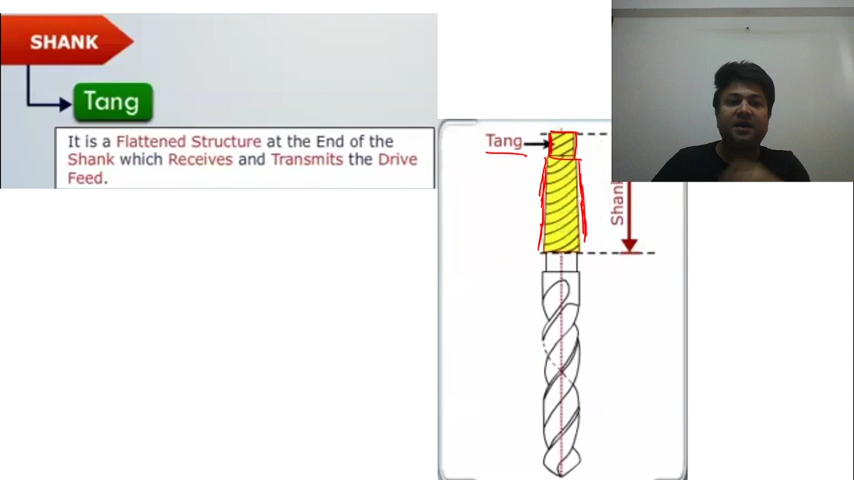 SHANK
Tang
It is a Flattened Structure at the End of the
Shank which Receives and Transmits the Drive
Feed.
Tang
Shank